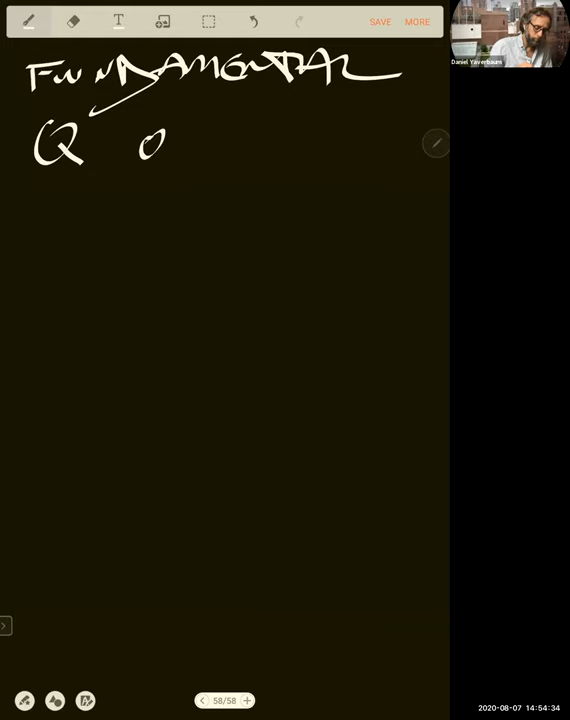 SAVE MORE
FUNDAMENTAL
Q O
Daniel Yaverbaum
58/58
2020-08-07 14:54:34